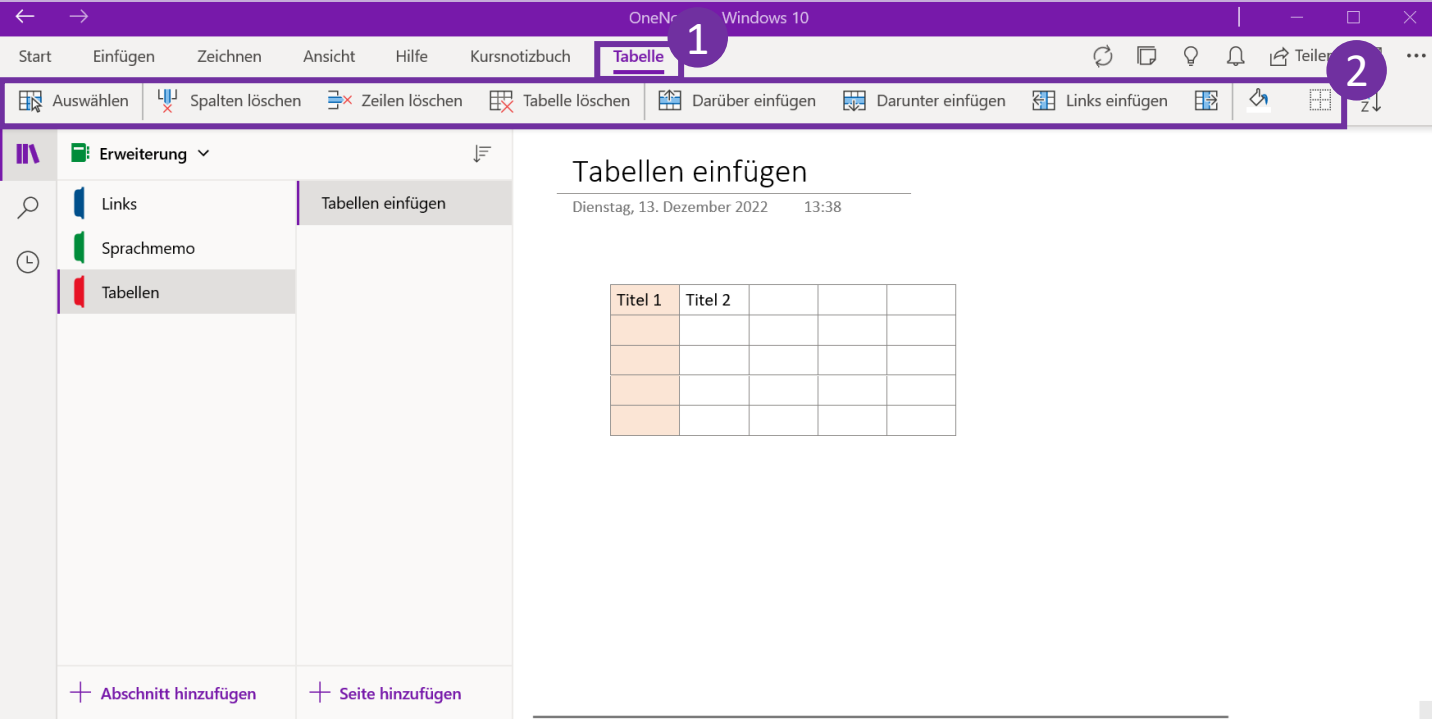 OneNo Windows 10
1
Start Einfügen Zeichnen Ansicht Hilfe Kursnotizbuch Tabelle Teilen
2
Auswählen Spalten löschen Zeilen löschen Tabelle löschen Darüber einfügen Darunter einfügen Links einfügen Z
Erweiterung
Links
Sprachmemo
Tabellen
Tabellen einfügen
Tabellen einfügen
Dienstag, 13. Dezember 2022 13:38
Titel 1 Titel 2
Abschnitt hinzufügen Seite hinzufügen